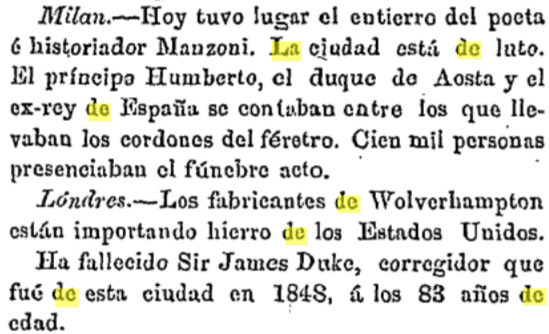 Milan.—Hoy tuvo lugar el entierro del poeta
é historiador Manzoni. La ciudad está de luto.
El príncipe Humberto, el duque de Aosta y el
ex-rey de España se contaban entre los que lle-
vaban los cordones del féretro. Cien mil personas
presenciaban el fúnebre acto.
Lóndres.—Los fabricantes de Wolverhampton
están importando hierro de los Estados Unidos.
Ha fallecido Sir James Duke, corregidor que
fué de esta ciudad en 1848, á los 83 años de
edad.